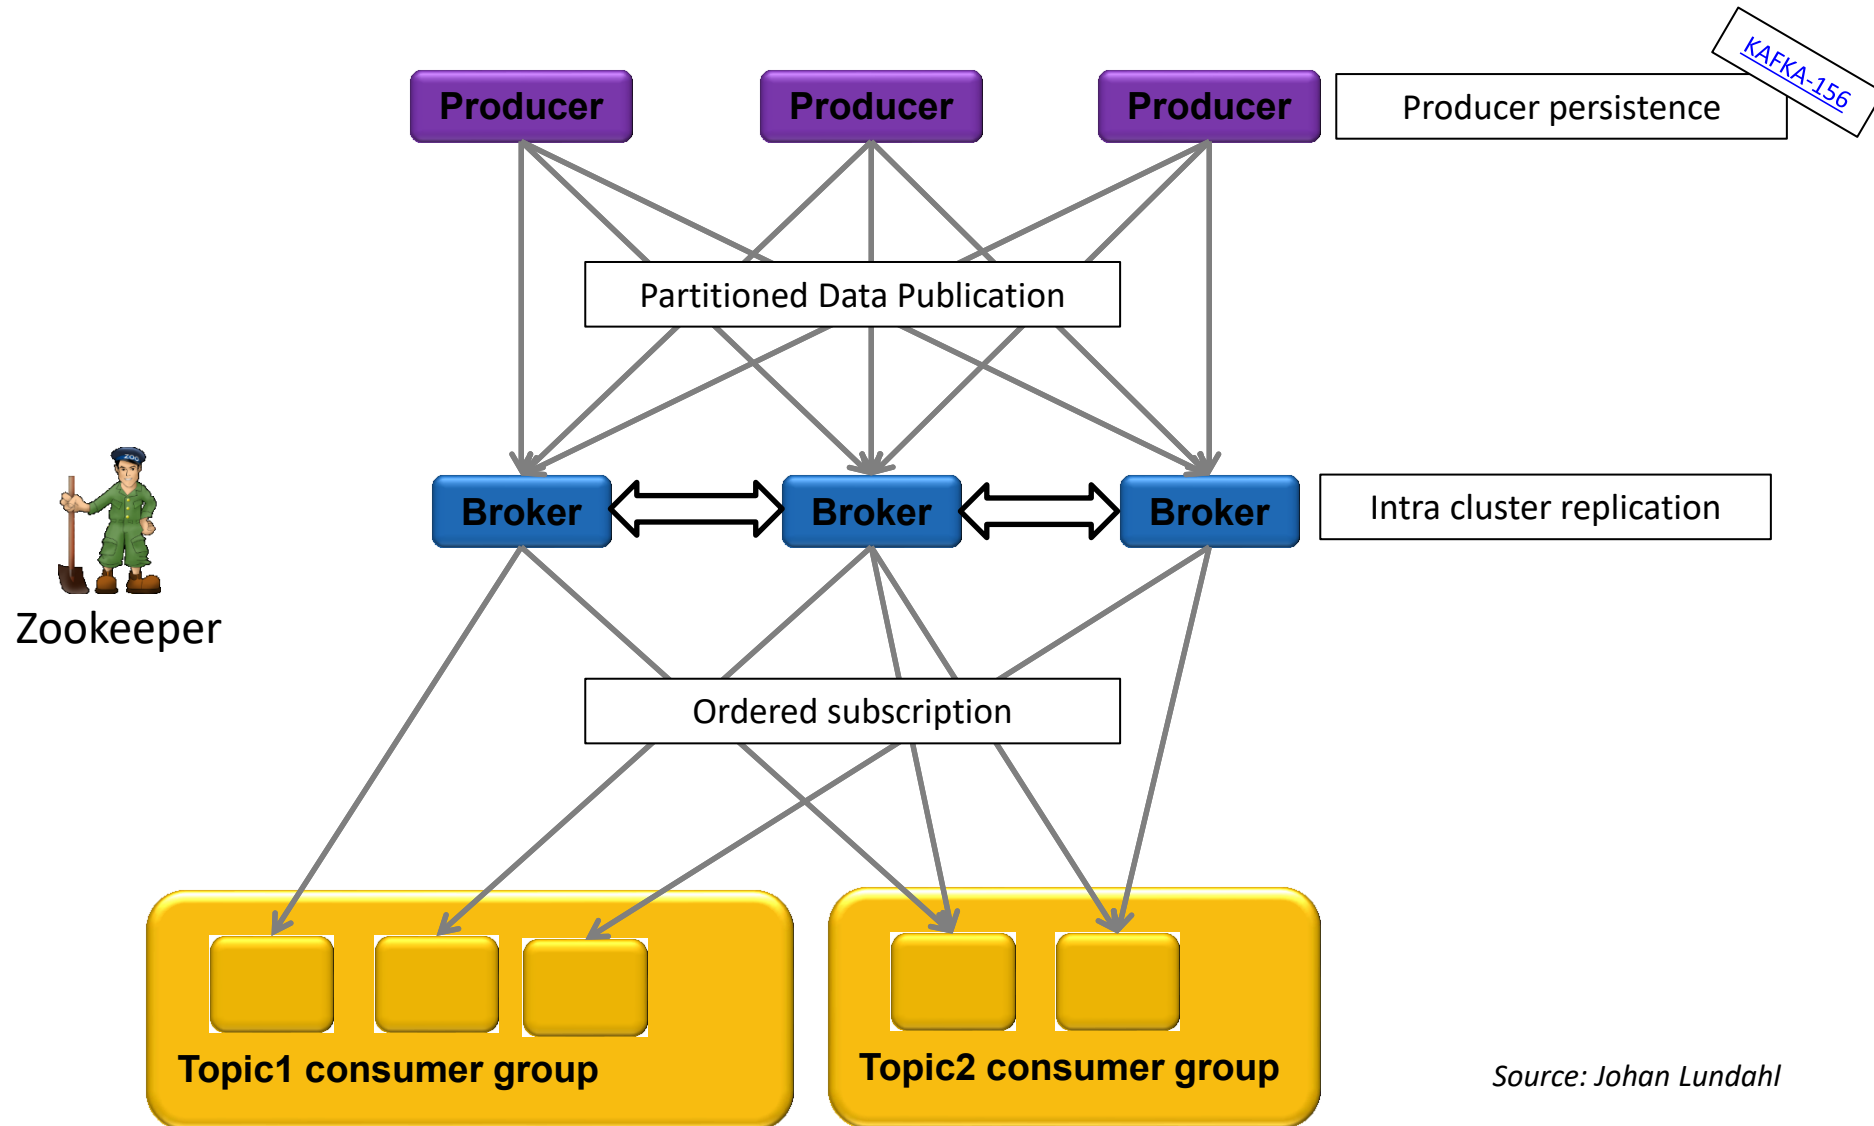 KAFKA-156
Producer
Producer
Producer
Producer persistence
Partitioned Data Publication
ZOO
Zookeeper
Broker
Broker
Broker
Intra cluster replication
Ordered subscription
Topic1 consumer group
Topic2 consumer group
Source: Johan Lundahl